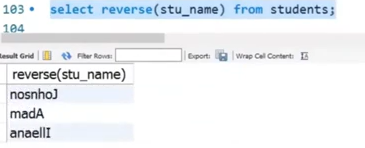 103 select reverse(stu_name) from students;
104
Result Grid Filter Rows: Export: Wrap Cell Content: IA
reverse(stu_name)
nosnhoJ
madA
anaellI